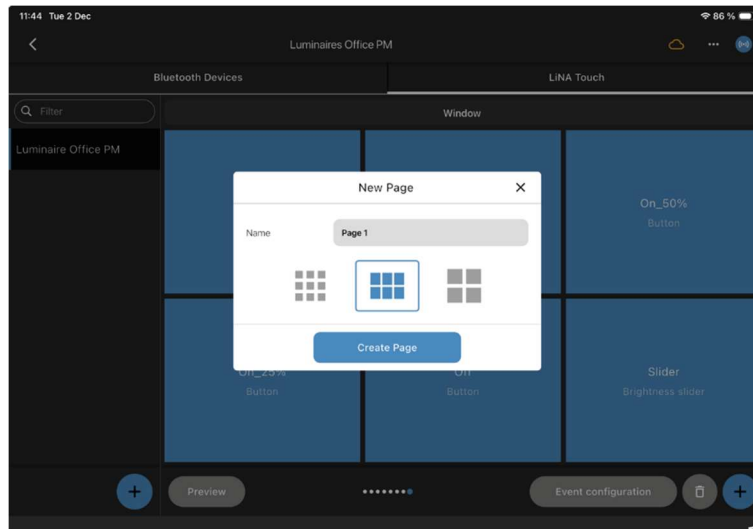 11:44 Tue 2 Dec
86 %
Luminaires Office PM
Bluetooth Devices
LiNA Touch
Filter
Window
Luminaire Office PM
New Page
Name
Page 1
On_50%
Button
Create Page
On_25%
Button
Off
Button
Slider
Brightness slider
Preview
Event configuration